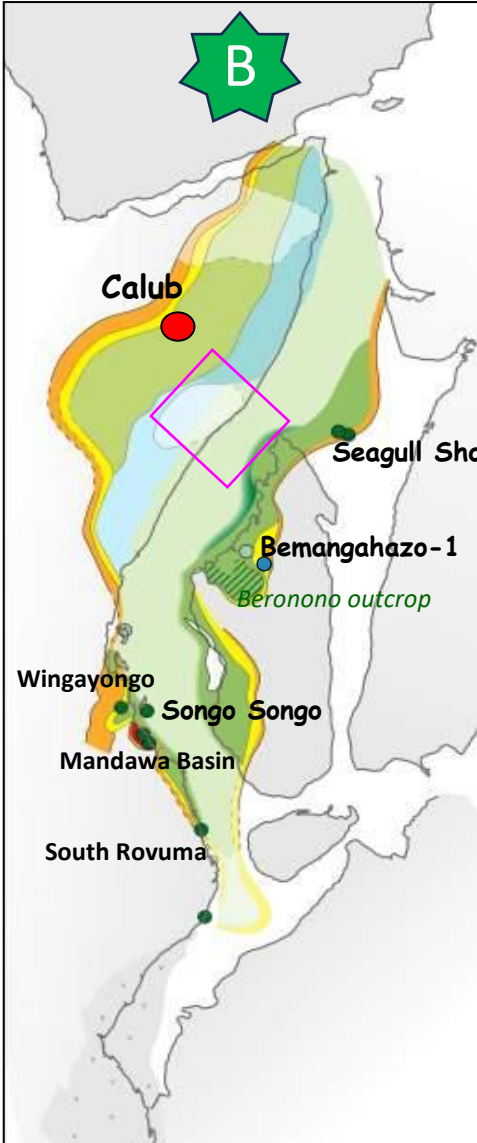 B
Calub
Seagull Sho
Bemangahazo-1
Beronono outcrop
Wingayongo
Songo Songo
Mandawa Basin
South Rovuma